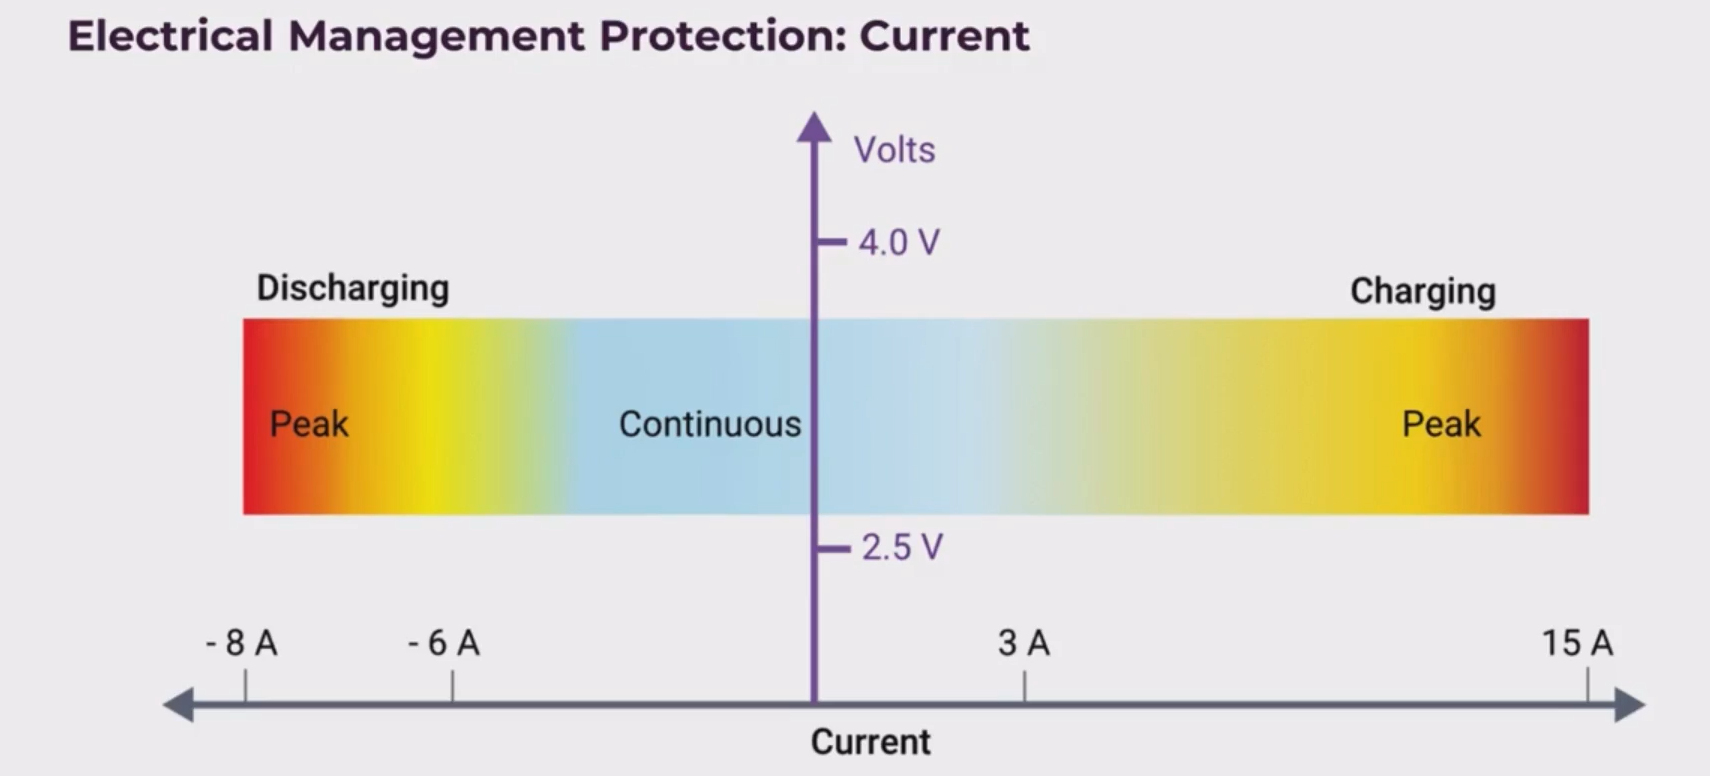 Electrical Management Protection: Current
Volts
4.0 V
Discharging
Charging
Peak
Continuous
Peak
2.5 V
- 8 A
- 6 A
3 A
15 A
Current